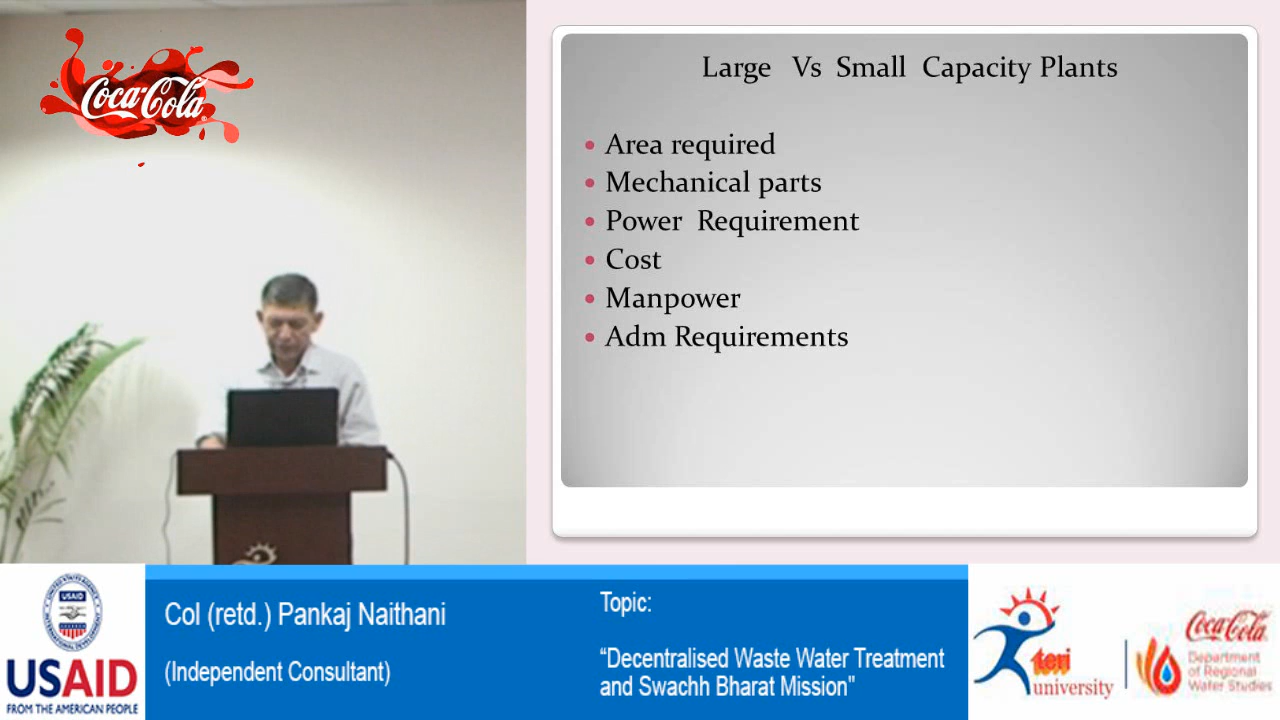 Coca-Cola
Large Vs Small Capacity Plants
Area required
Mechanical parts
Power Requirement
Cost
Manpower
Adm Requirements
USAID
USAID
FROM THE AMERICAN PEOPLE
Col (retd.) Pankaj Naithani
(Independent Consultant)
Topic:
“Decentralised Waste Water Treatment
and Swachh Bharat Mission"
teri
university
Coca-Cola
Department
of Regional
Water Studies